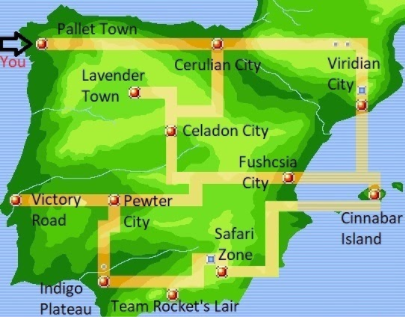 Pallet Town
You
Cerulian City
Viridian
City
Lavender
Town
Celadon City
Fushcsia
City
Victory
Road
Pewter
City
Cinnabar
Island
Safari
Zone
Indigo
Plateau
Team Rocket's Lair